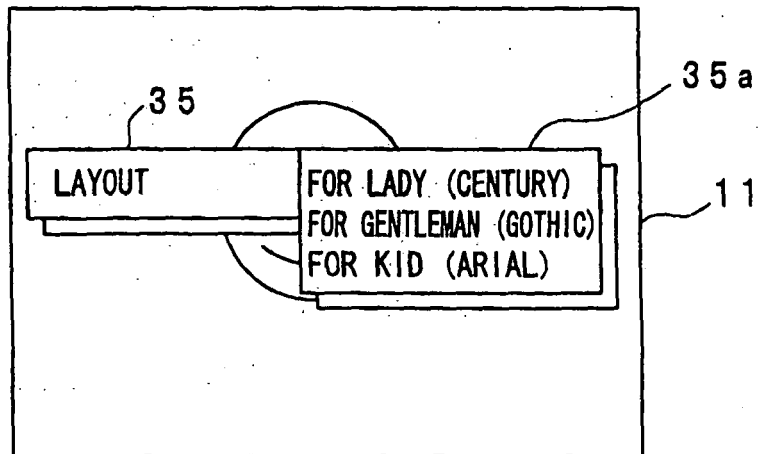 35
35a
LAYOUT
FOR LADY (CENTURY)
FOR GENTLEMAN (GOTHIC)
FOR KID (ARIAL)
11